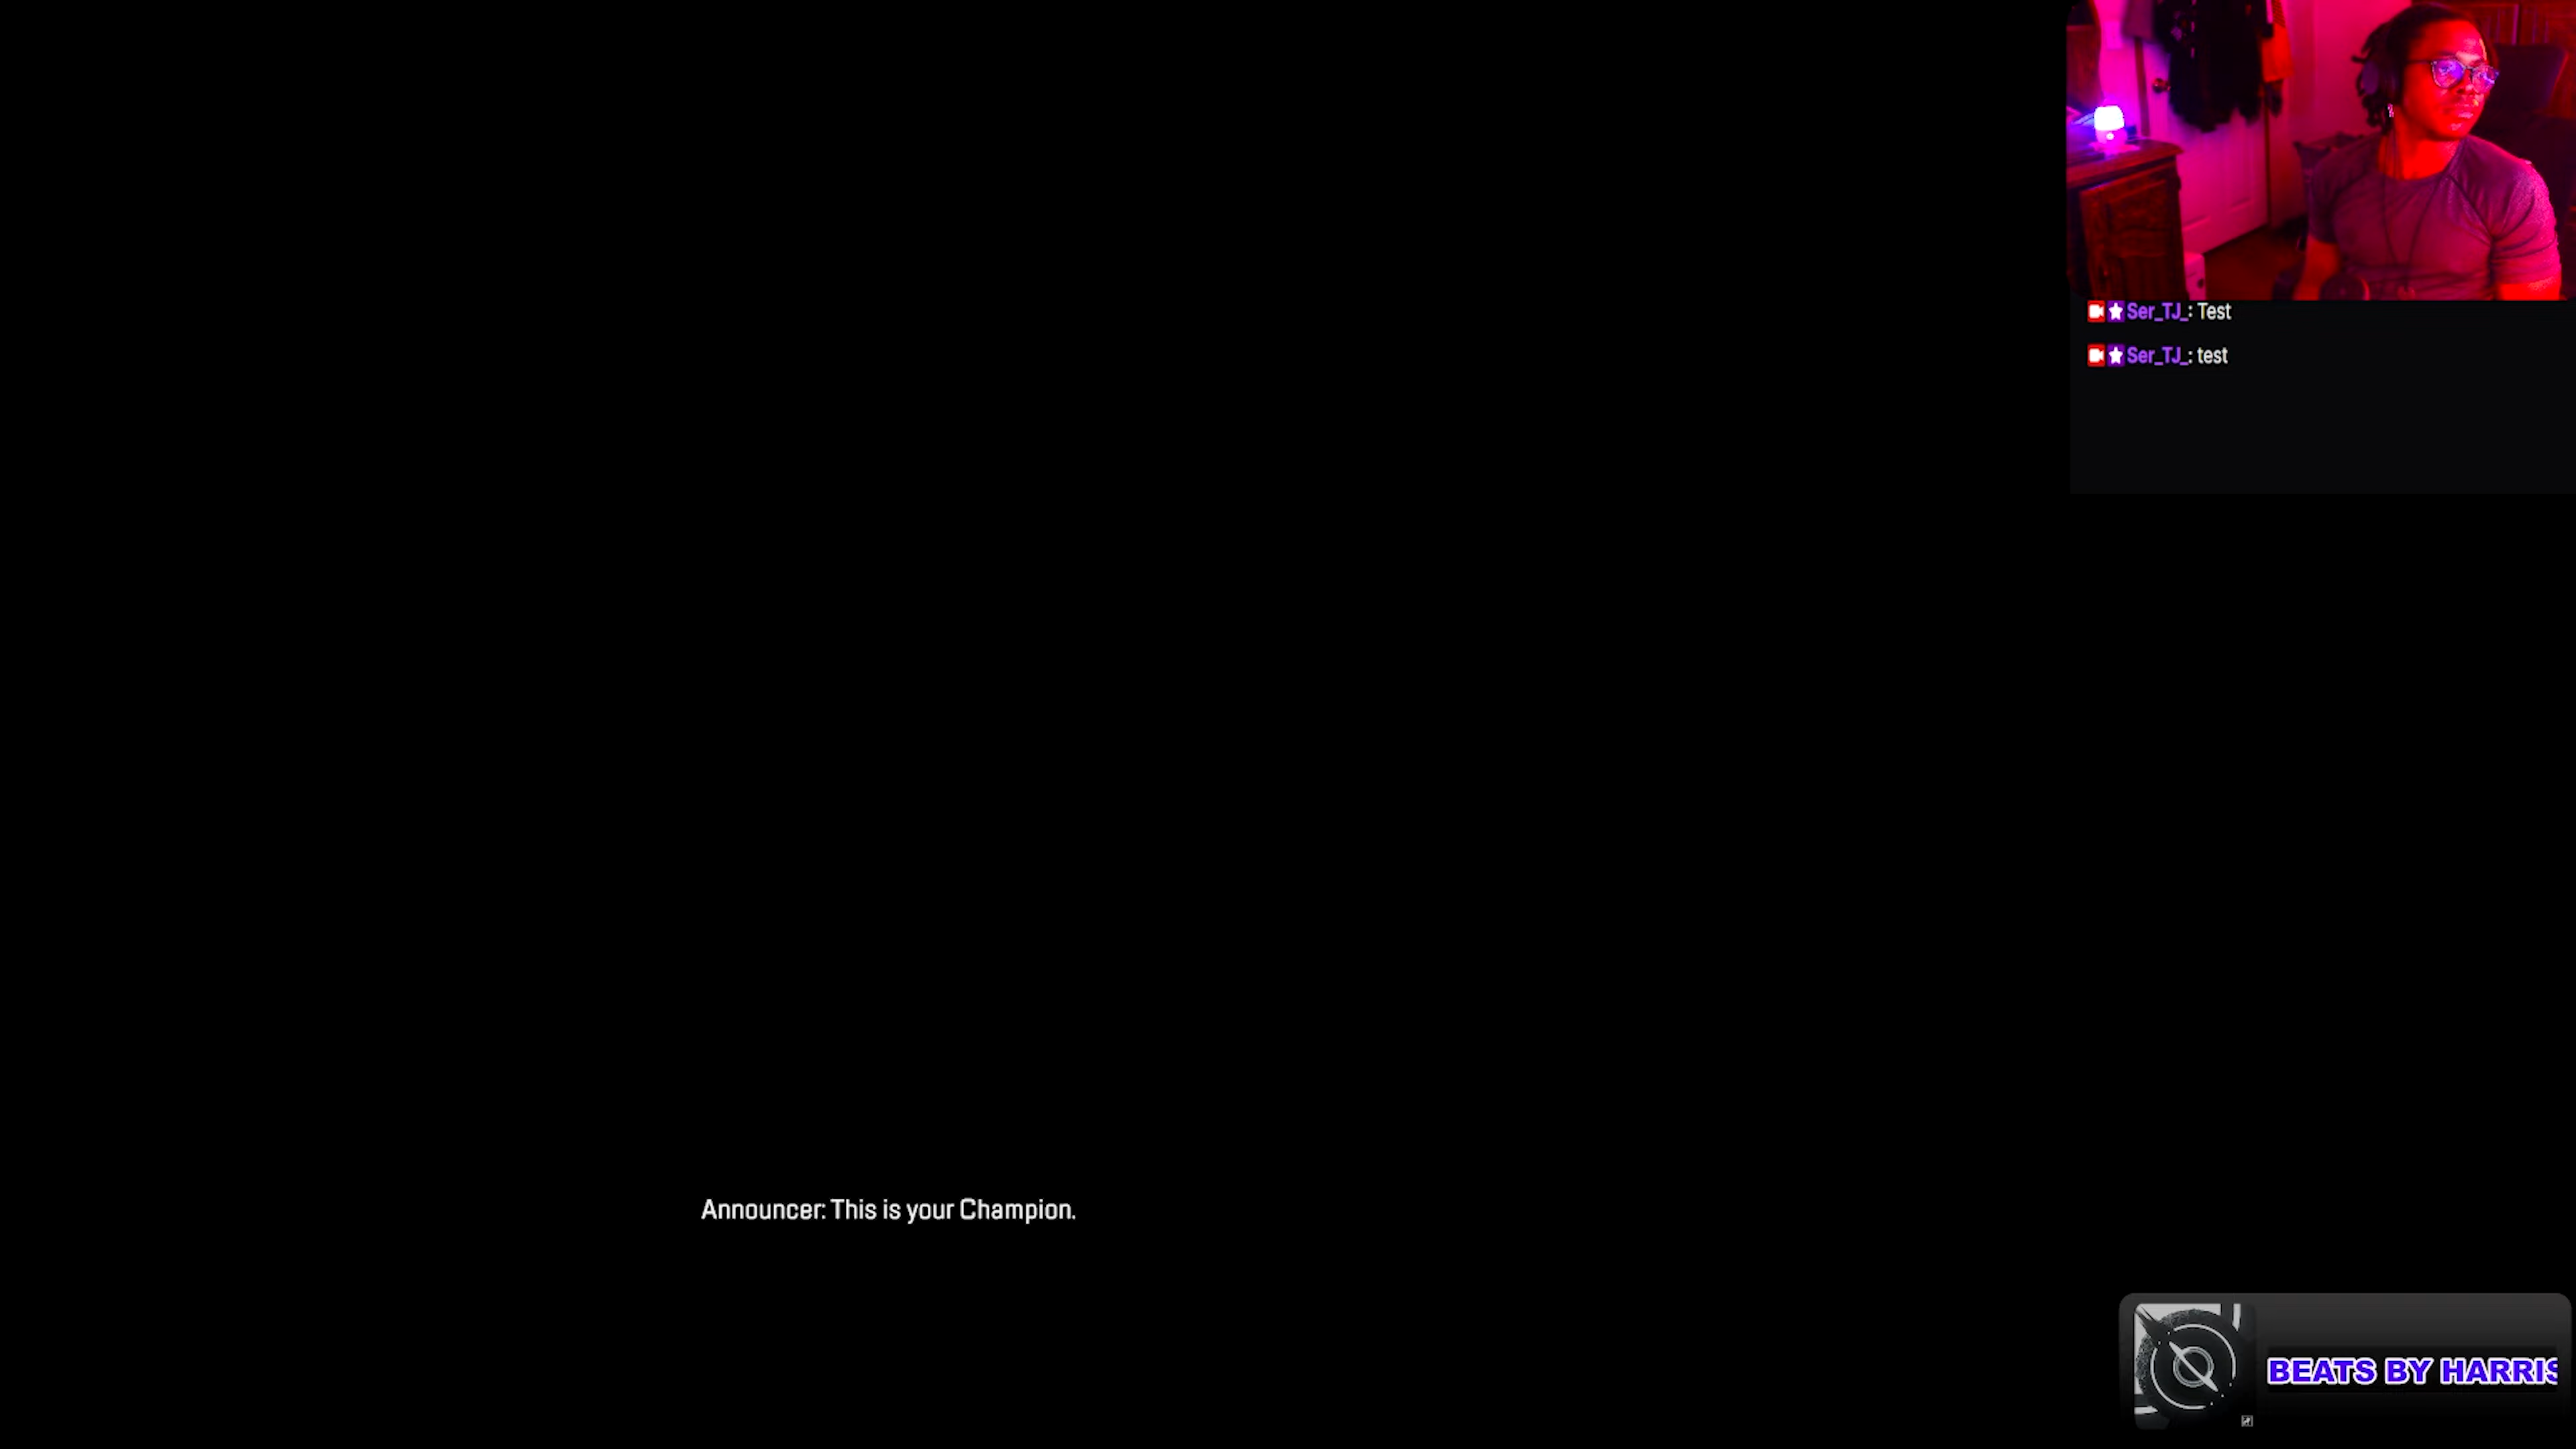 Ser_TJ_: Test
Ser_TJ_: test
Announcer: This is your Champion.
BEATS BY HARRIS